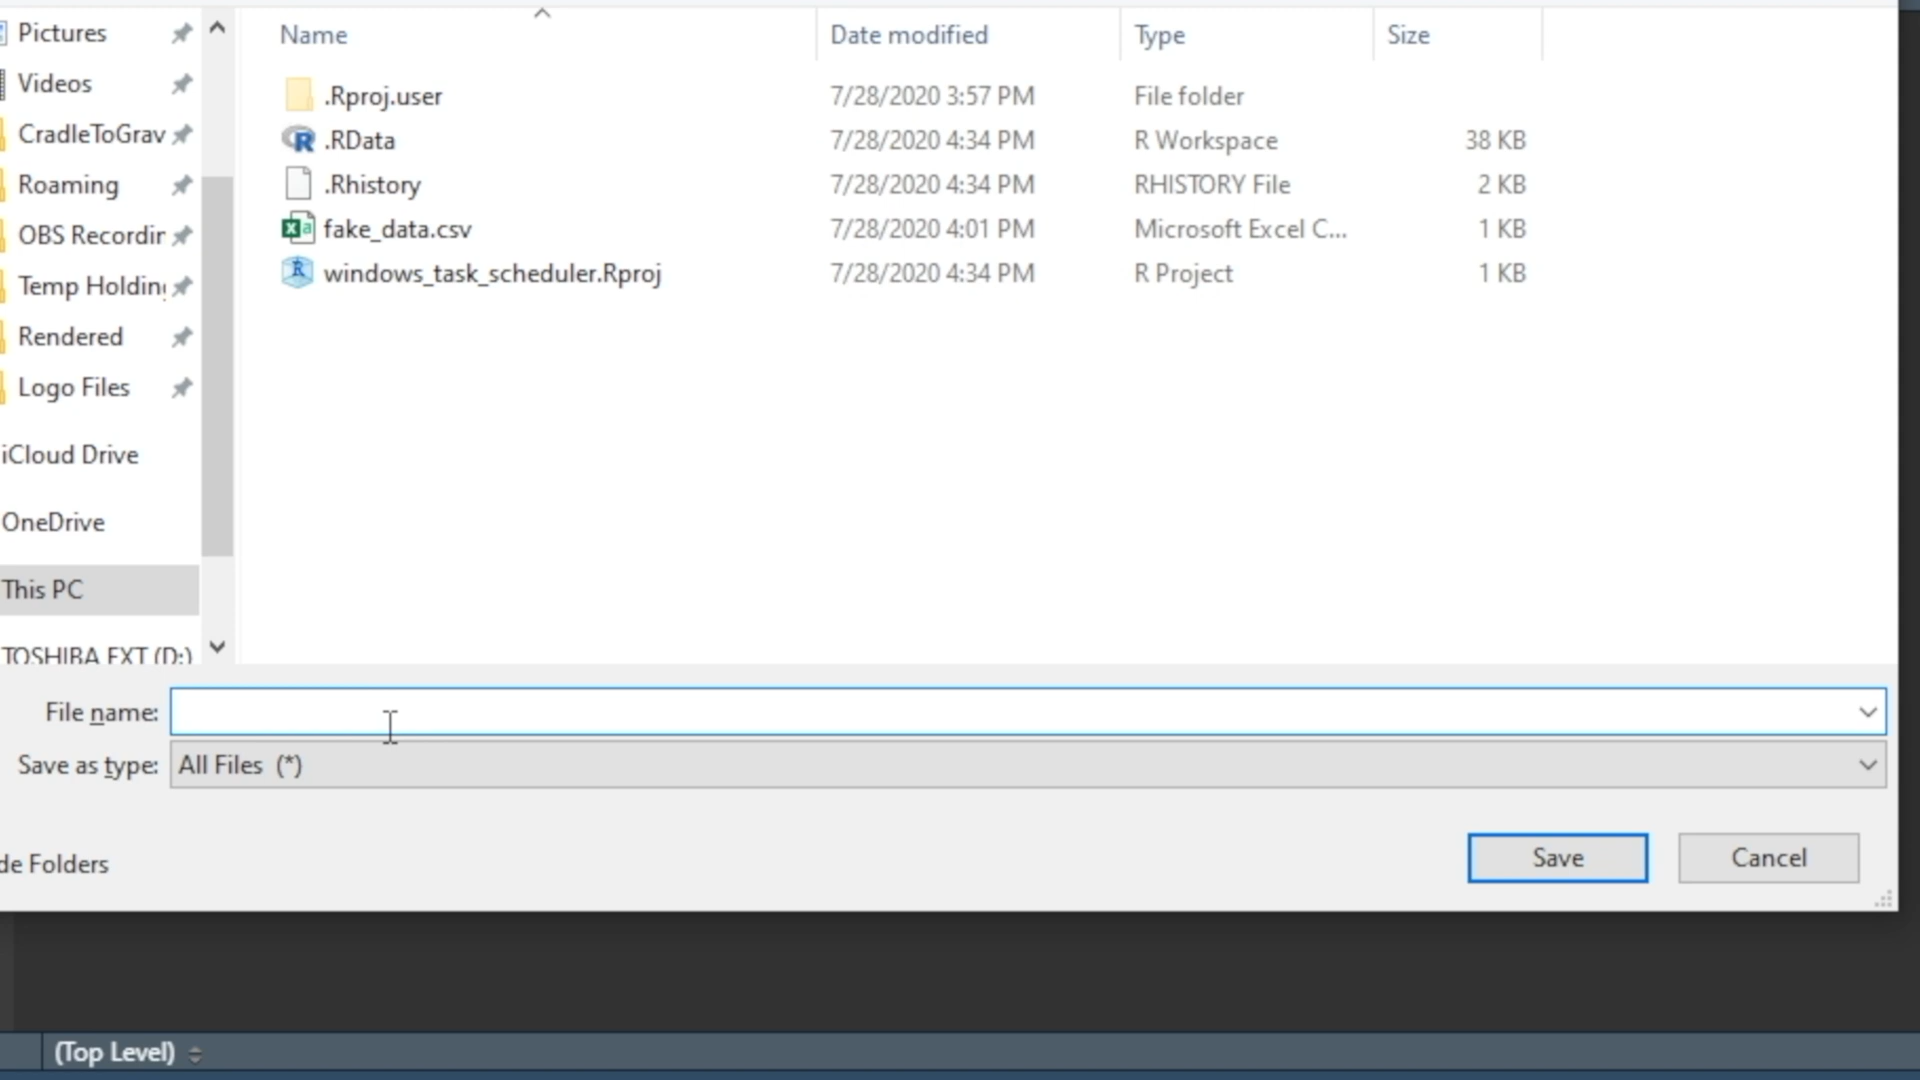 Pictures
Videos
CradleToGrav
Roaming
OBS Recordir
Temp Holdin
Rendered
Logo Files
iCloud Drive
OneDrive
This PC
TOSHIBA EXT (D:)
Name Date modified Type Size
.Rproj.user 7/28/2020 3:57 PM File folder
.RData 7/28/2020 4:34 PM R Workspace 38 KB
.Rhistory 7/28/2020 4:34 PM RHISTORY File 2 KB
fake_data.csv 7/28/2020 4:01 PM Microsoft Excel C... 1 KB
windows_task_scheduler.Rproj 7/28/2020 4:34 PM R Project 1 KB
File name:
Save as type: All Files (*)
de Folders
Save Cancel
(Top Level)